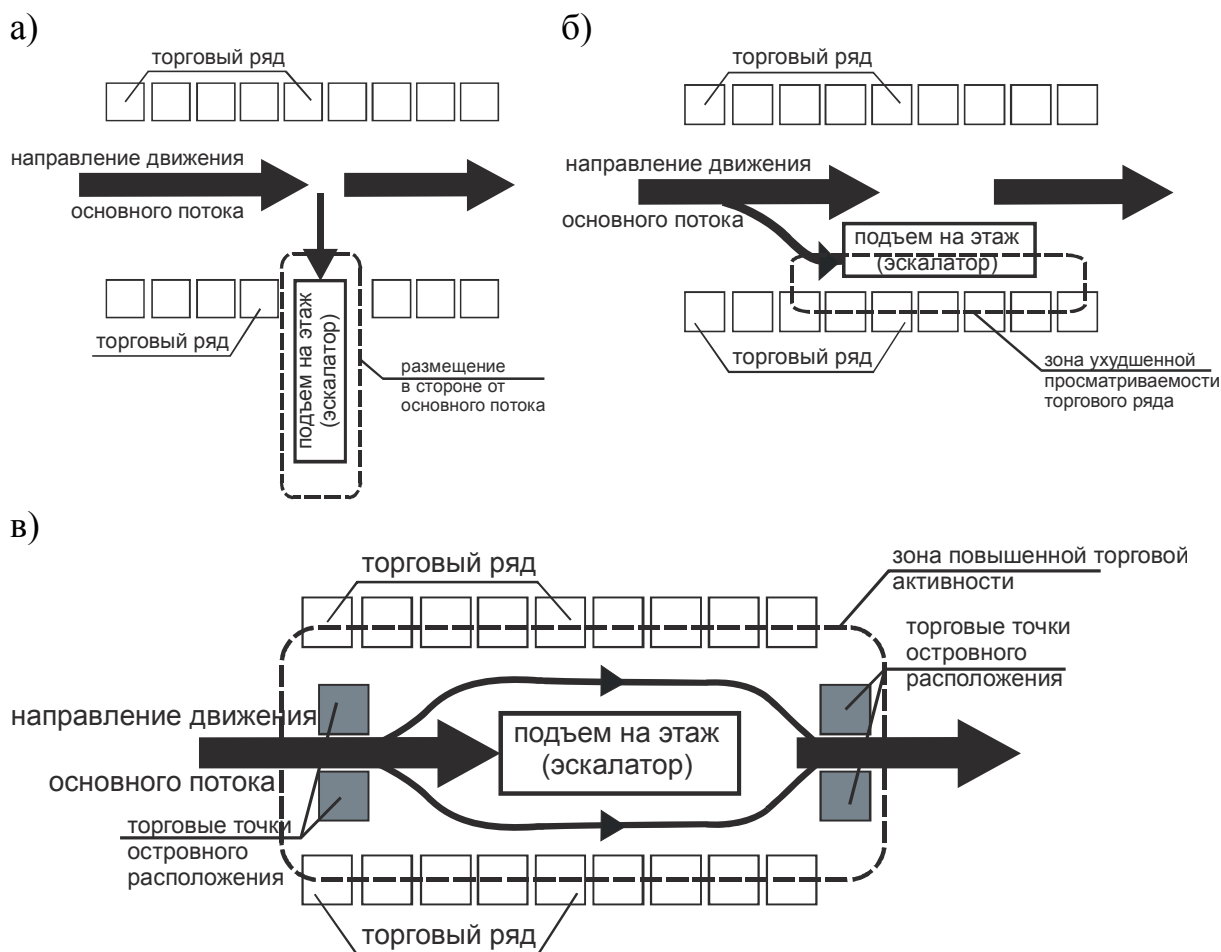 а)
торговый ряд
направление движения
основного потока
подъем на этаж
(эскалатор)
торговый ряд
размещение
в стороне от
основного потока
б)
торговый ряд
направление движения
основного потока
подъем на этаж
(эскалатор)
торговый ряд
зона ухудшенной
просматриваемости
торгового ряда
в)
торговый ряд
зона повышенной торговой
активности
торговые точки
островного
расположения
направление движения
основного потока
подъем на этаж
(эскалатор)
торговые точки
островного
расположения
торговый ряд